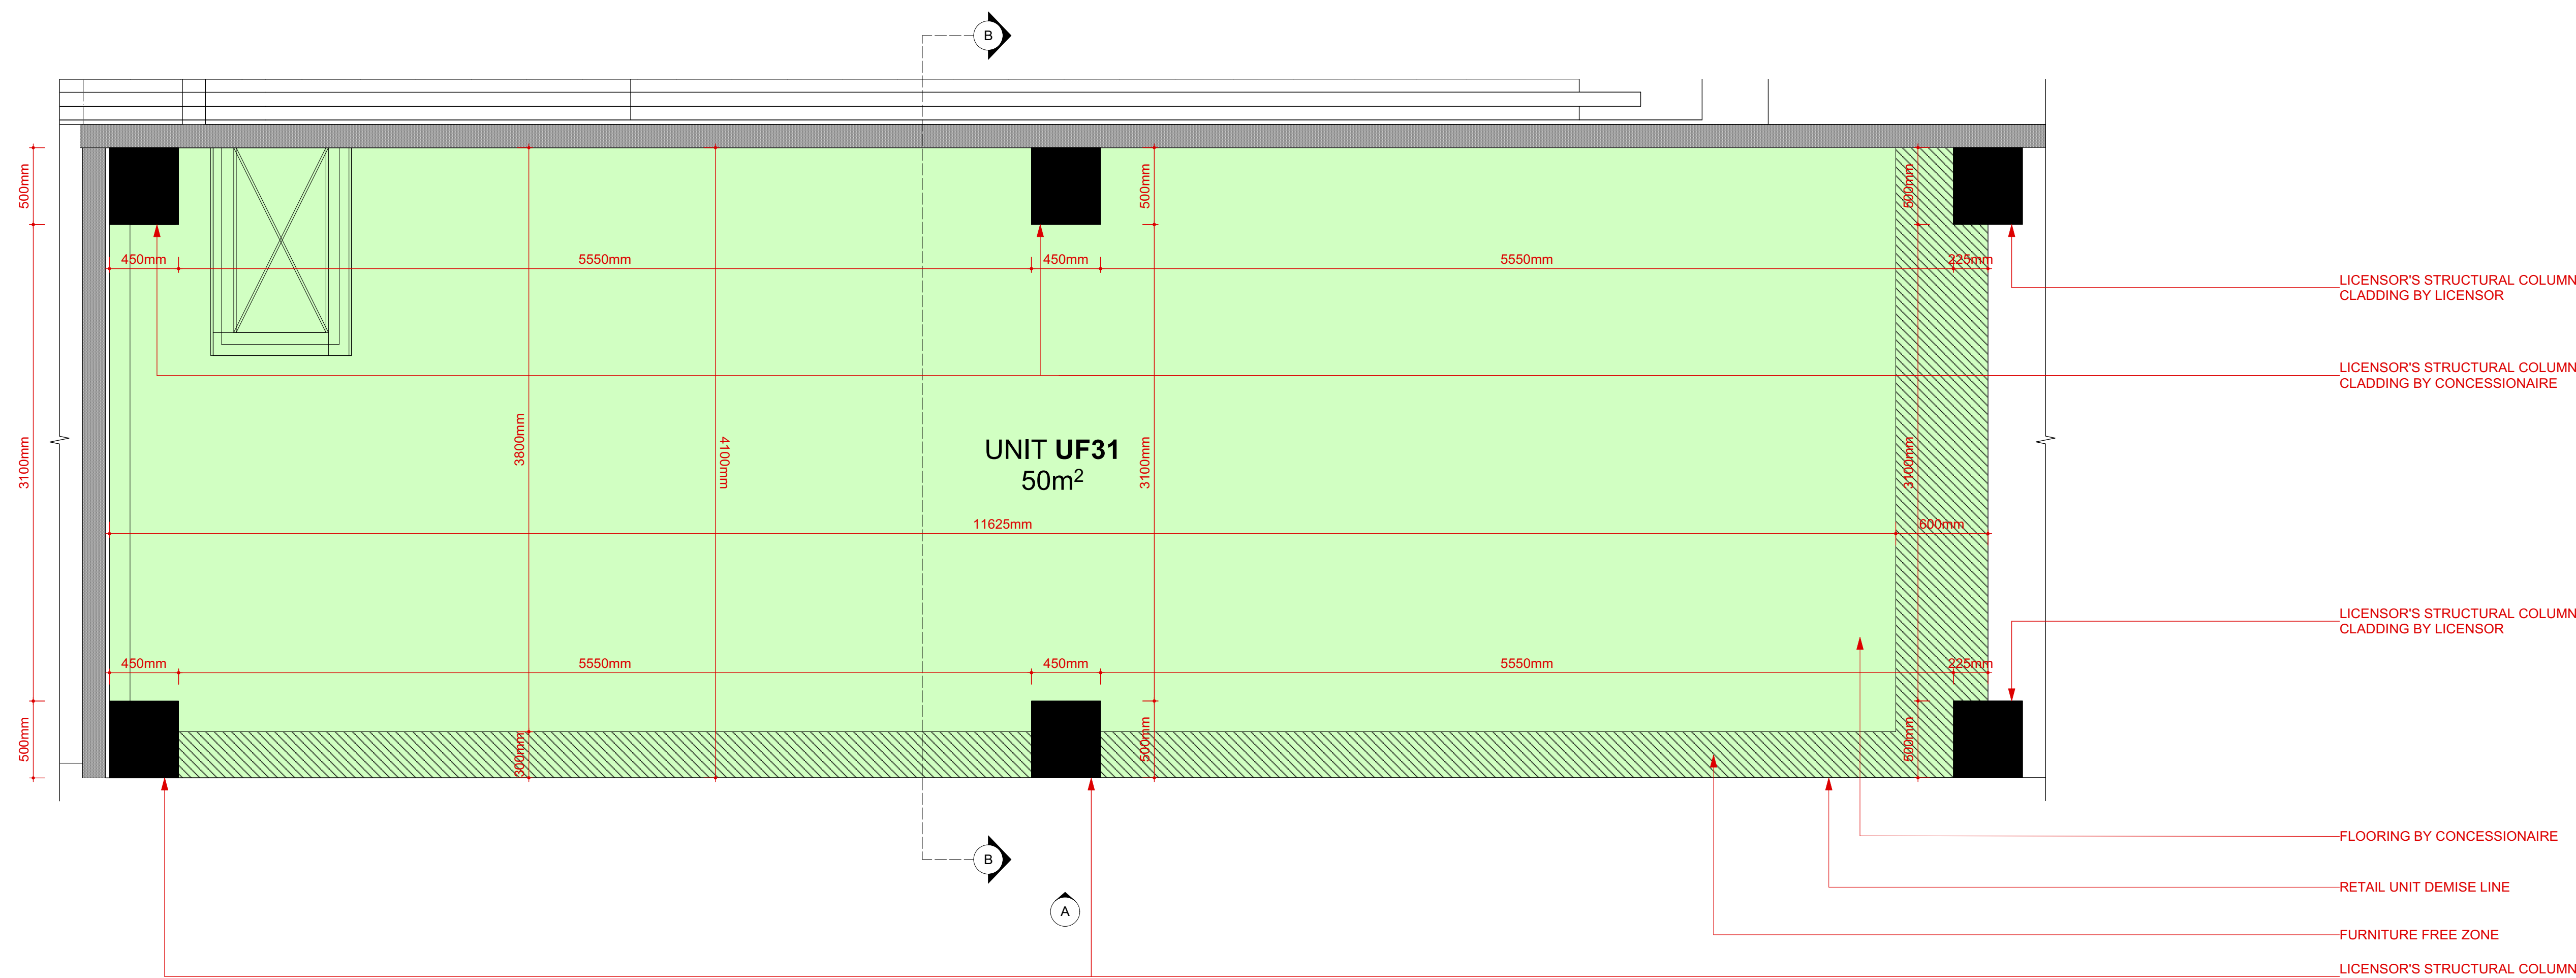 B
500mm
500mm
500mm
450mm
5550mm
450mm
5550mm
225mm
LICENSOR'S STRUCTURAL COLUMN
CLADDING BY LICENSOR
LICENSOR'S STRUCTURAL COLUMN
CLADDING BY CONCESSIONAIRE
3100mm
3800mm
4100mm
UNIT UF31
50m²
3100mm
3100mm
11625mm
600mm
LICENSOR'S STRUCTURAL COLUMN
CLADDING BY LICENSOR
450mm
5550mm
450mm
5550mm
225mm
500mm
300mm
500mm
500mm
FLOORING BY CONCESSIONAIRE
B
RETAIL UNIT DEMISE LINE
A
FURNITURE FREE ZONE
LICENSOR'S STRUCTURAL COLUMN